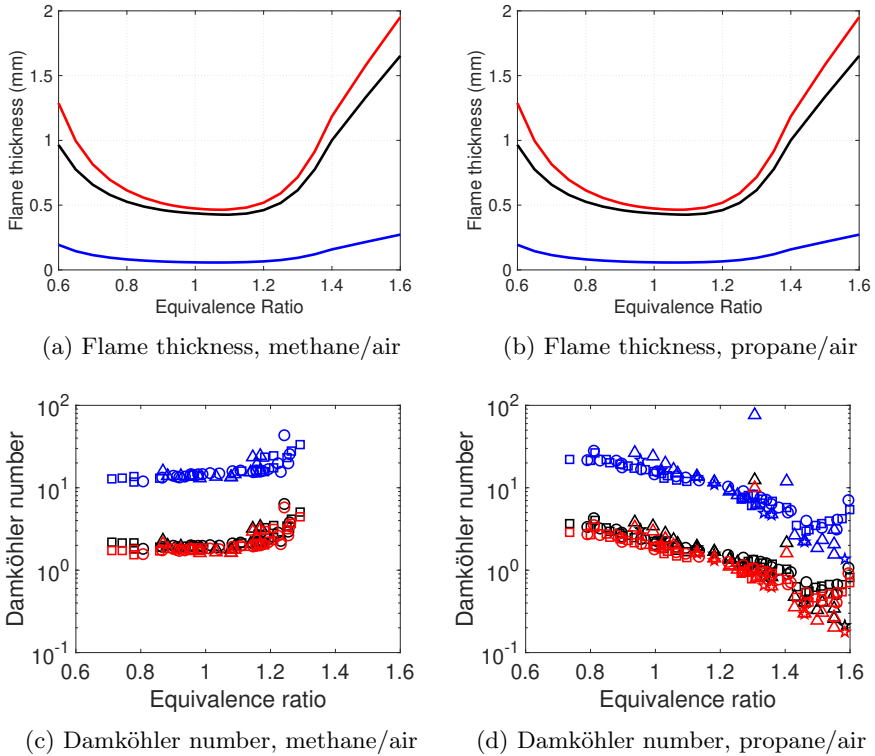 Flame thickness (mm)
2
1.5
1
0.5
0
0.6 0.8 1.0 1.2 1.4 1.6
Equivalence Ratio
(a) Flame thickness, methane/air
Flame thickness (mm)
2
1.5
1
0.5
0
0.6 0.8 1.0 1.2 1.4 1.6
Equivalence Ratio
(b) Flame thickness, propane/air
Damköhler number
10^2
10^1
10^0
10^-1
0.6 0.8 1 1.2 1.4 1.6
Equivalence ratio
(c) Damköhler number, methane/air
Damköhler number
10^2
10^1
10^0
10^-1
0.6 0.8 1 1.2 1.4 1.6
Equivalence ratio
(d) Damköhler number, propane/air